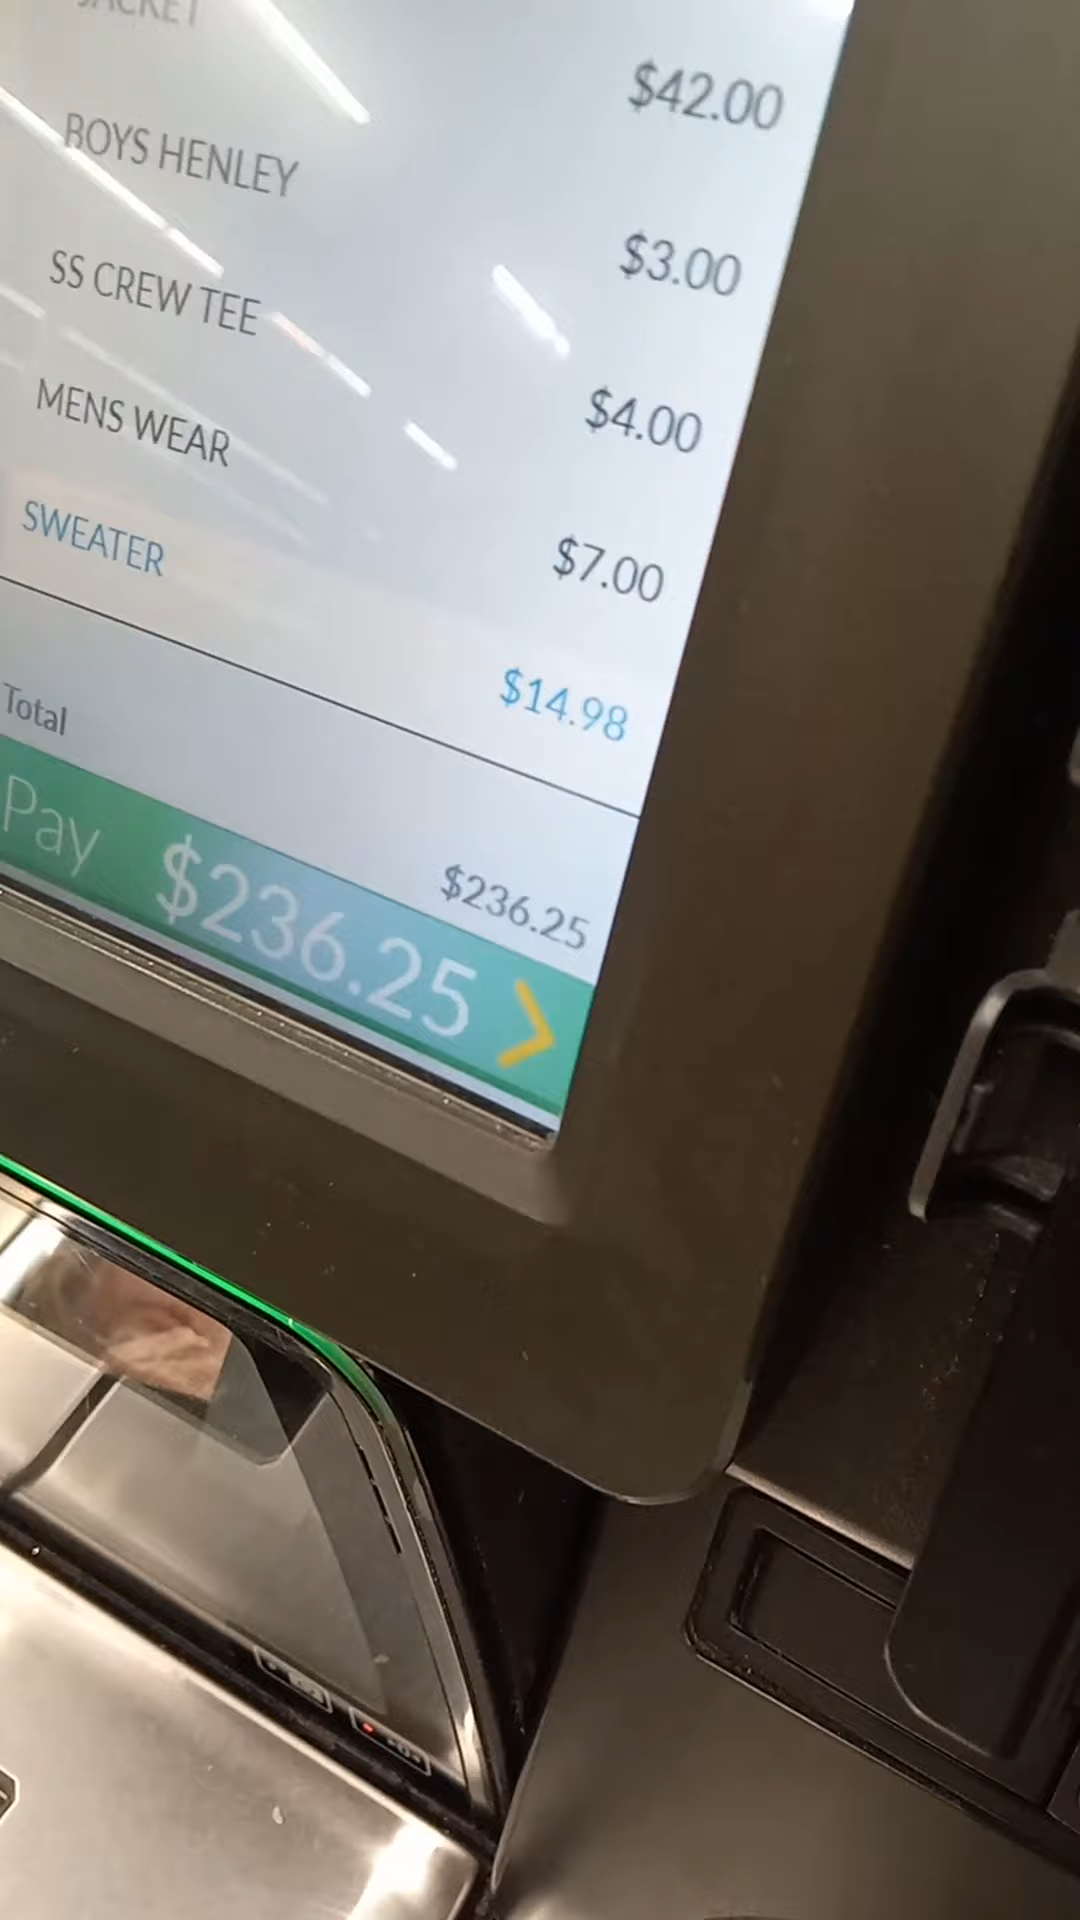 JACKET $42.00
BOYS HENLEY $3.00
SS CREW TEE $4.00
MENS WEAR $7.00
SWEATER $14.98
Total $236.25
Pay $236.25